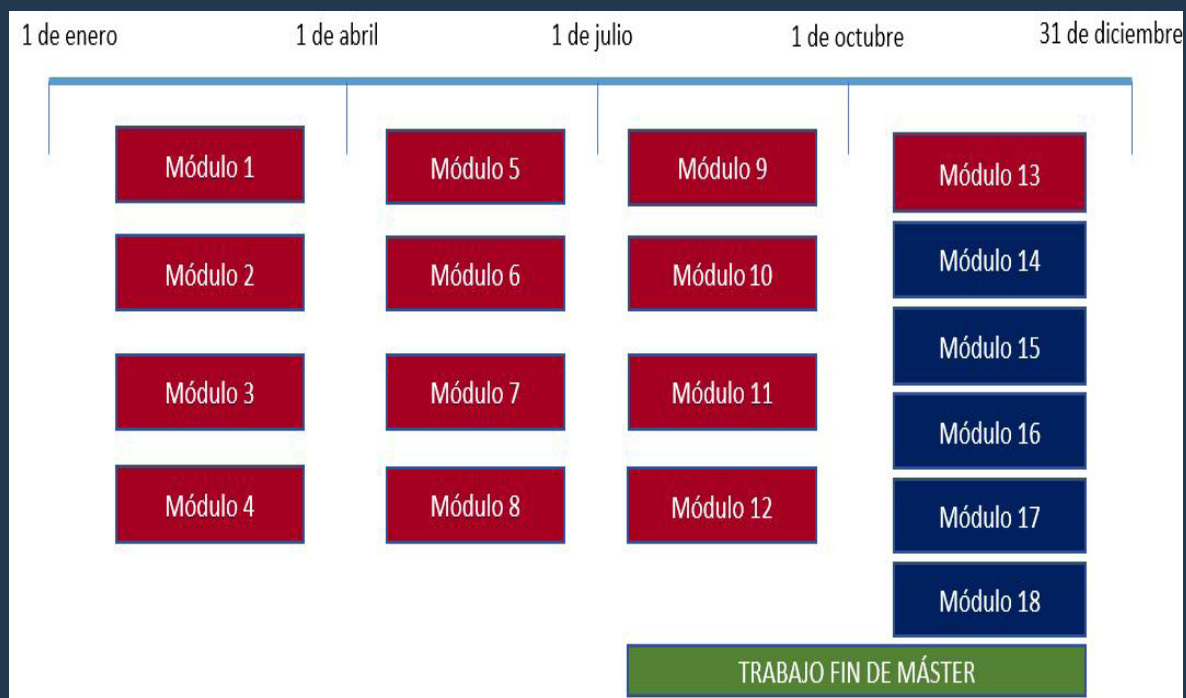 1 de enero
1 de abril
1 de julio
1 de octubre
31 de diciembre
Módulo 1
Módulo 5
Módulo 9
Módulo 13
Módulo 2
Módulo 6
Módulo 10
Módulo 14
Módulo 15
Módulo 3
Módulo 7
Módulo 11
Módulo 16
Módulo 4
Módulo 8
Módulo 12
Módulo 17
Módulo 18
TRABAJO FIN DE MÁSTER